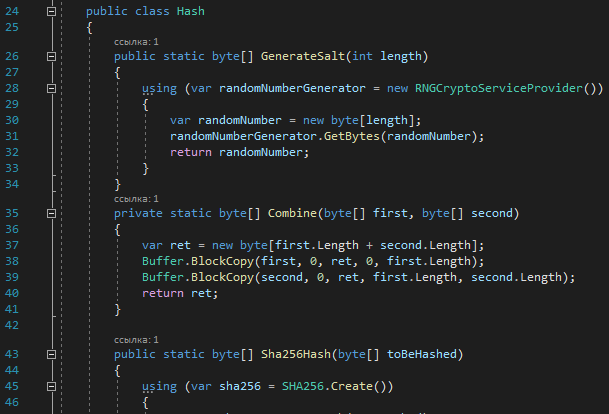 24 public class Hash
25 {
ссылка: 1
26 public static byte[] GenerateSalt(int length)
27 {
28 using (var randomNumberGenerator = new RNGCryptoServiceProvider())
29 {
30 var randomNumber = new byte[length];
31 randomNumberGenerator.GetBytes(randomNumber);
32 return randomNumber;
33 }
34 }
ссылка: 1
35 private static byte[] Combine(byte[] first, byte[] second)
36 {
37 var ret = new byte[first.Length + second.Length];
38 Buffer.BlockCopy(first, 0, ret, 0, first.Length);
39 Buffer.BlockCopy(second, 0, ret, first.Length, second.Length);
40 return ret;
41 }
42
ссылка: 1
43 public static byte[] Sha256Hash(byte[] toBeHashed)
44 {
45 using (var sha256 = SHA256.Create())
46 {